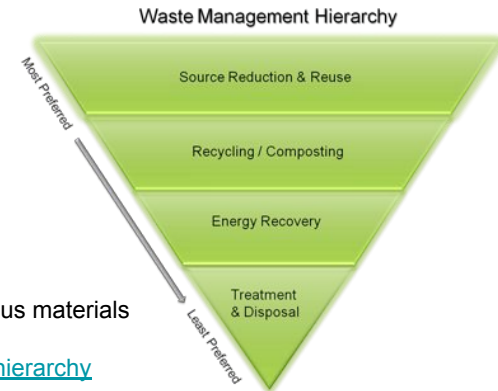 Waste Management Hierarchy
Most Preferred
Source Reduction & Reuse
Recycling / Composting
Energy Recovery
Treatment
& Disposal
Least Preferred
us materials
hierarchy